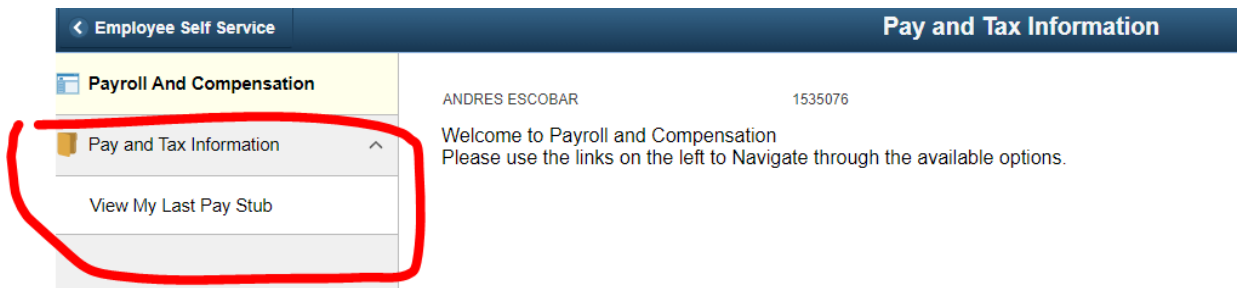 Employee Self Service
Pay and Tax Information
Payroll And Compensation
ANDRES ESCOBAR 1535076
Pay and Tax Information
Welcome to Payroll and Compensation
Please use the links on the left to Navigate through the available options.
View My Last Pay Stub